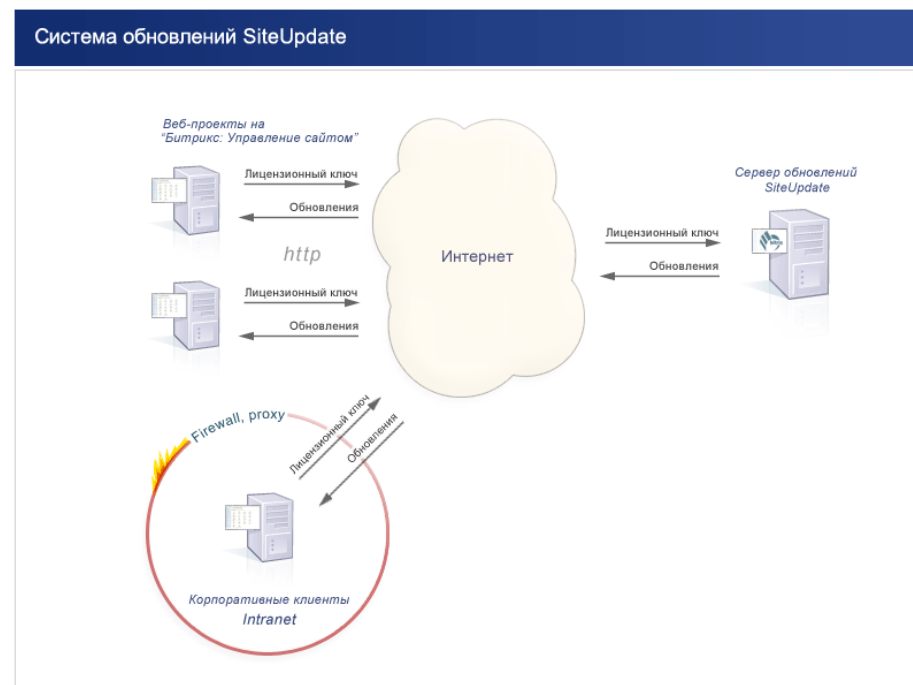 Система обновлений SiteUpdate
Веб-проекты на
“Битрикс: Управление сайтом”
Лицензионный ключ
Обновления
http
Лицензионный ключ
Обновления
Интернет
Сервер обновлений
SiteUpdate
Лицензионный ключ
Обновления
Firewall, proxy
Лицензионный ключ
Обновления
Корпоративные клиенты
Intranet